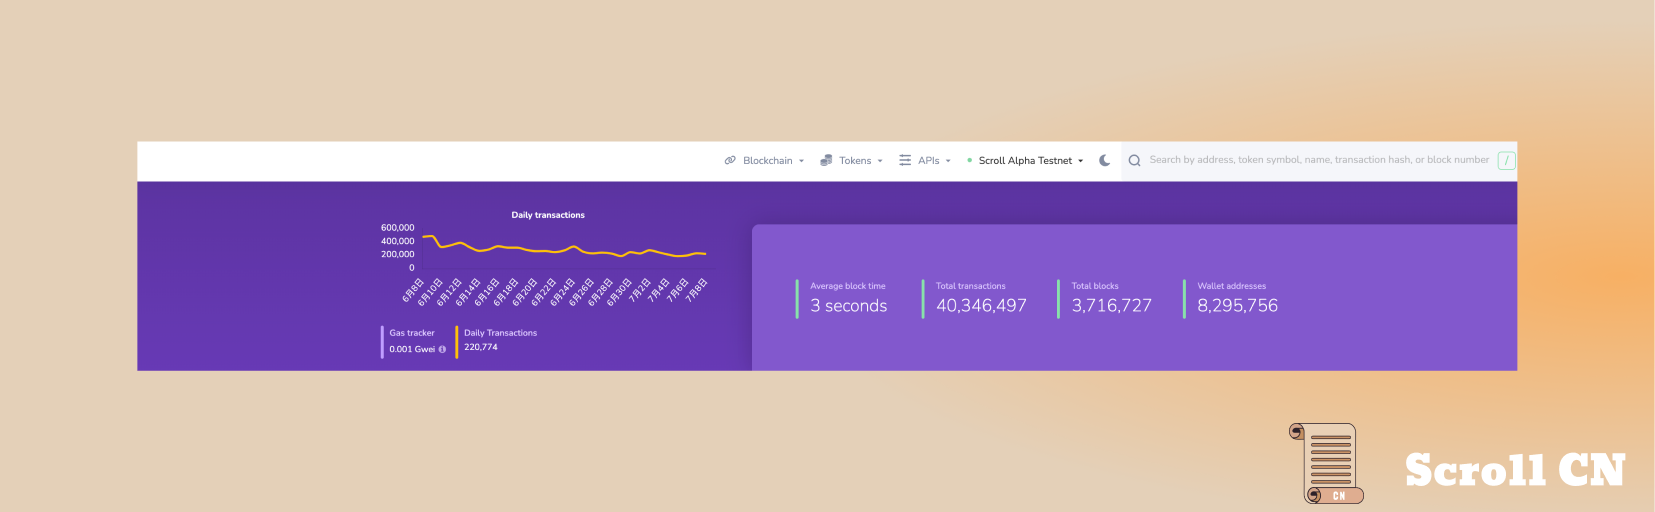 Blockchain
Tokens
APIs
Scroll Alpha Testnet
Search by address, token symbol, name, transaction hash, or block number
/
Daily transactions
600,000
400,000
200,000
0
6月8日
6月10日
6月12日
6月14日
6月16日
6月18日
6月20日
6月22日
6月24日
6月26日
6月28日
6月30日
7月2日
7月4日
7月6日
7月8日
Gas tracker
0.001 Gwei
Daily Transactions
220,774
Average block time
3 seconds
Total transactions
40,346,497
Total blocks
3,716,727
Wallet addresses
8,295,756
CN
Scroll CN